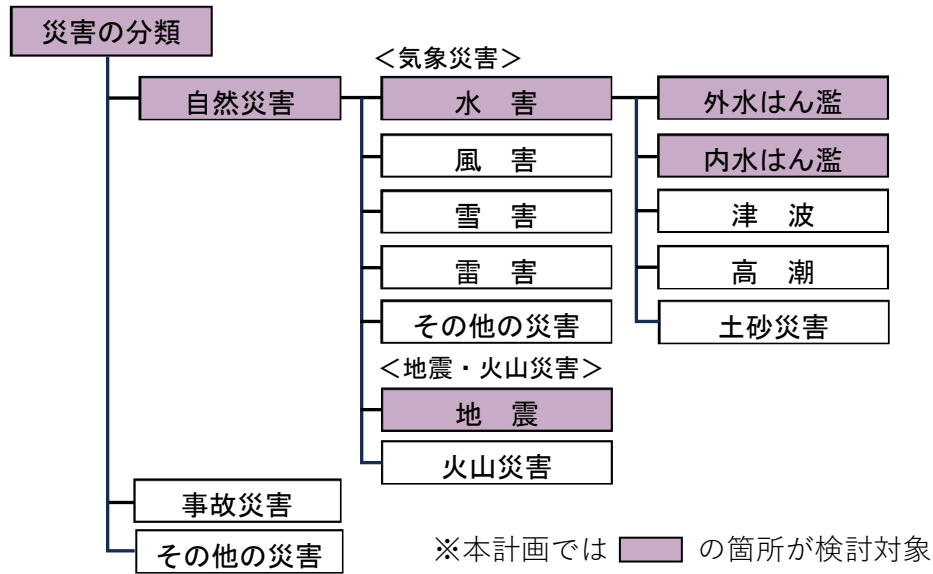 災害の分類
<気象災害>
自然災害 水 害 外水はん濫
風 害 内水はん濫
雪 害 津 波
雷 害 高 潮
その他の災害 土砂災害
<地震・火山災害>
地 震
火山災害
事故災害
その他の災害
※本計画では の箇所が検討対象